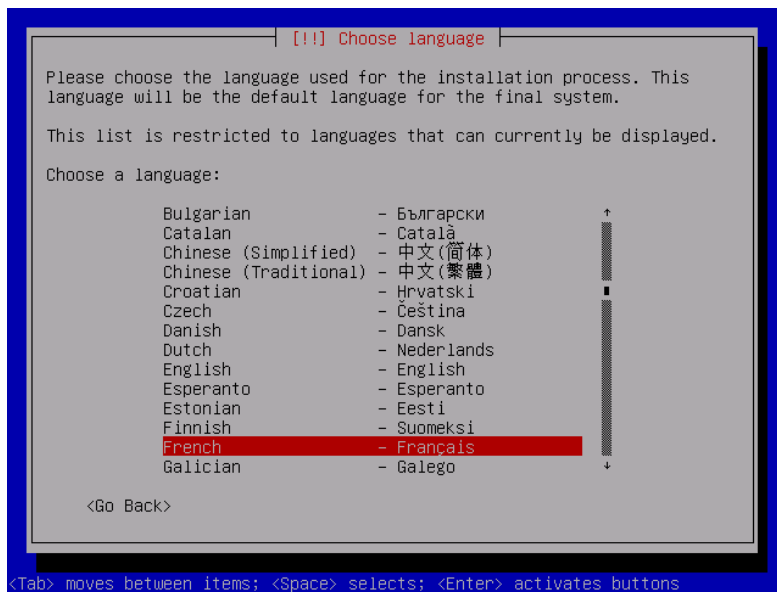 [!!] Choose language
Please choose the language used for the installation process. This
language will be the default language for the final system.
This list is restricted to languages that can currently be displayed.
Choose a language:
Bulgarian - Български
Catalan - Català
Chinese (Simplified) - 中文(简体)
Chinese (Traditional) - 中文(繁體)
Croatian - Hrvatski
Czech - Čeština
Danish - Dansk
Dutch - Nederlands
English - English
Esperanto - Esperanto
Estonian - Eesti
Finnish - Suomeksi
French - Français
Galician - Galego
<Go Back>
<Tab> moves between items; <Space> selects; <Enter> activates buttons